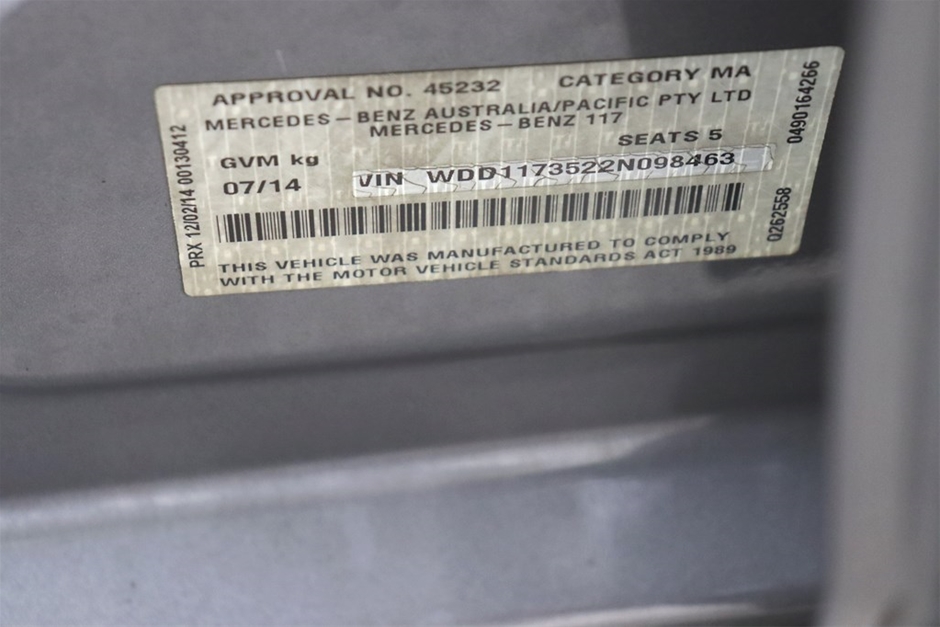 APPROVAL NO. 45232 CATEGORY MA
MERCEDES-BENZ AUSTRALIA/PACIFIC PTY LTD
MERCEDES-BENZ 117
SEATS 5
GVM kg
07/14
VIN WDD1173522N098463
THIS VEHICLE WAS MANUFACTURED TO COMPLY
WITH THE MOTOR VEHICLE STANDARDS ACT 1989
PRX 12/02/14 00130412
0490164266
Q262558